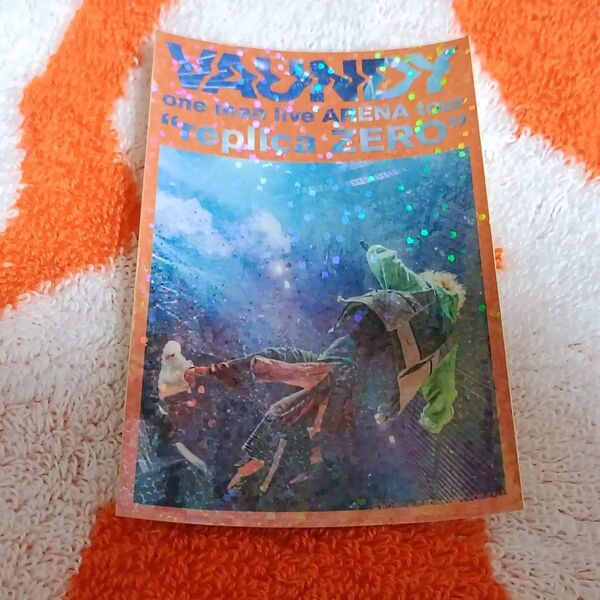 VAUNDY
one man live ARENA tour
"replica ZERO"